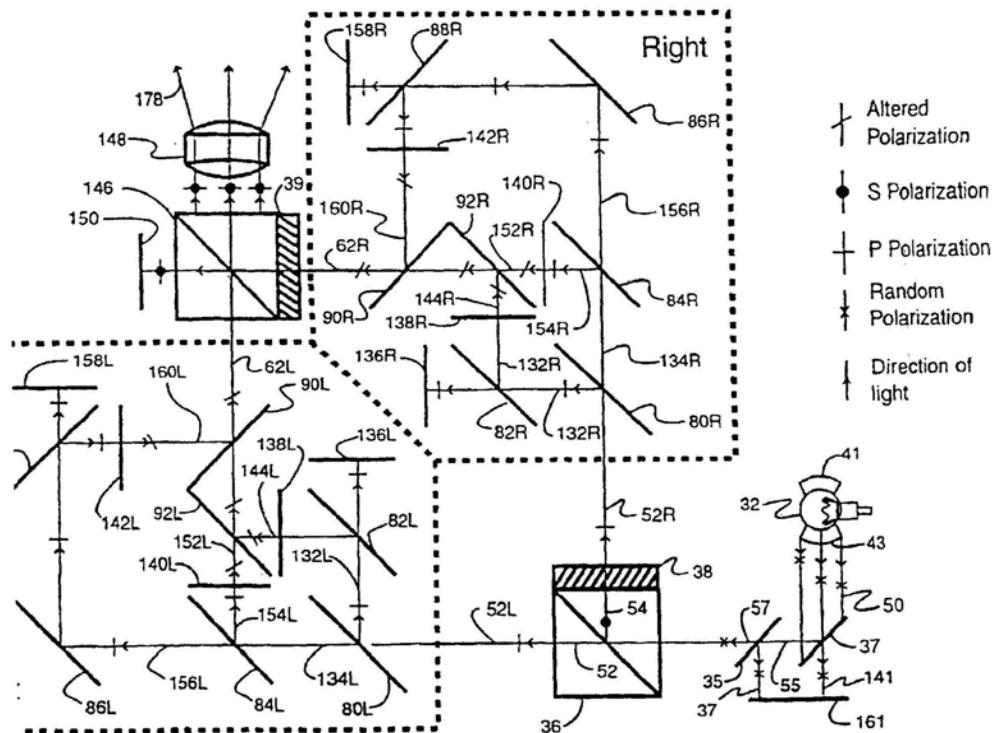 158R
88R
Right
178
148
39
142R
86R
140R
146
150
160R
92R
152R
156R
62R
144R
84R
90R
138R
154R
136R
132R
134R
158L
160L
62L
90L
82R
132R
80R
138L
136L
144L
142L
92L
152L
140L
82L
132L
52R
38
154L
52L
54
52
156L
134L
86L
84L
80L
36
41
32
43
50
57
37
35
55
141
37
161
Altered
Polarization
S Polarization
P Polarization
Random
Polarization
Direction of
light